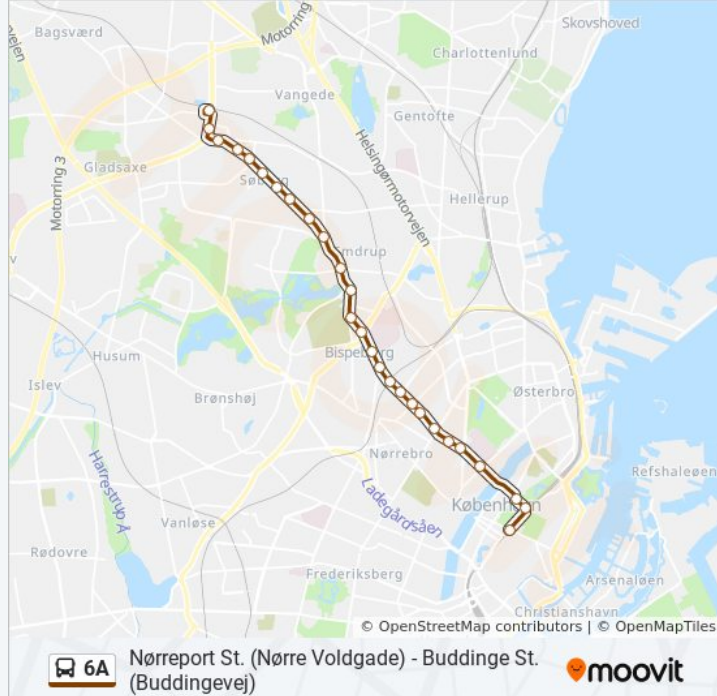 Bagsværd
Motorring
Skovshoved
Charlottenlund
Vangede
Gentofte
Helsingørmotorvejen
Gladsaxe
Motorring 3
Søborg
Hellerup
Emdrup
Husum
Bispebjerg
Islev
Brønshøj
Østerbro
Harrestrup Å
Nørrebro
Ladegårdsåen
Refshaleøen
København
Vanløse
Rødovre
Frederiksberg
Arsenaløen
Christianshavn
© OpenStreetMap contributors | © OpenMapTiles
6A
Nørreport St. (Nørre Voldgade) - Buddinge St.
(Buddingevej)
moovit